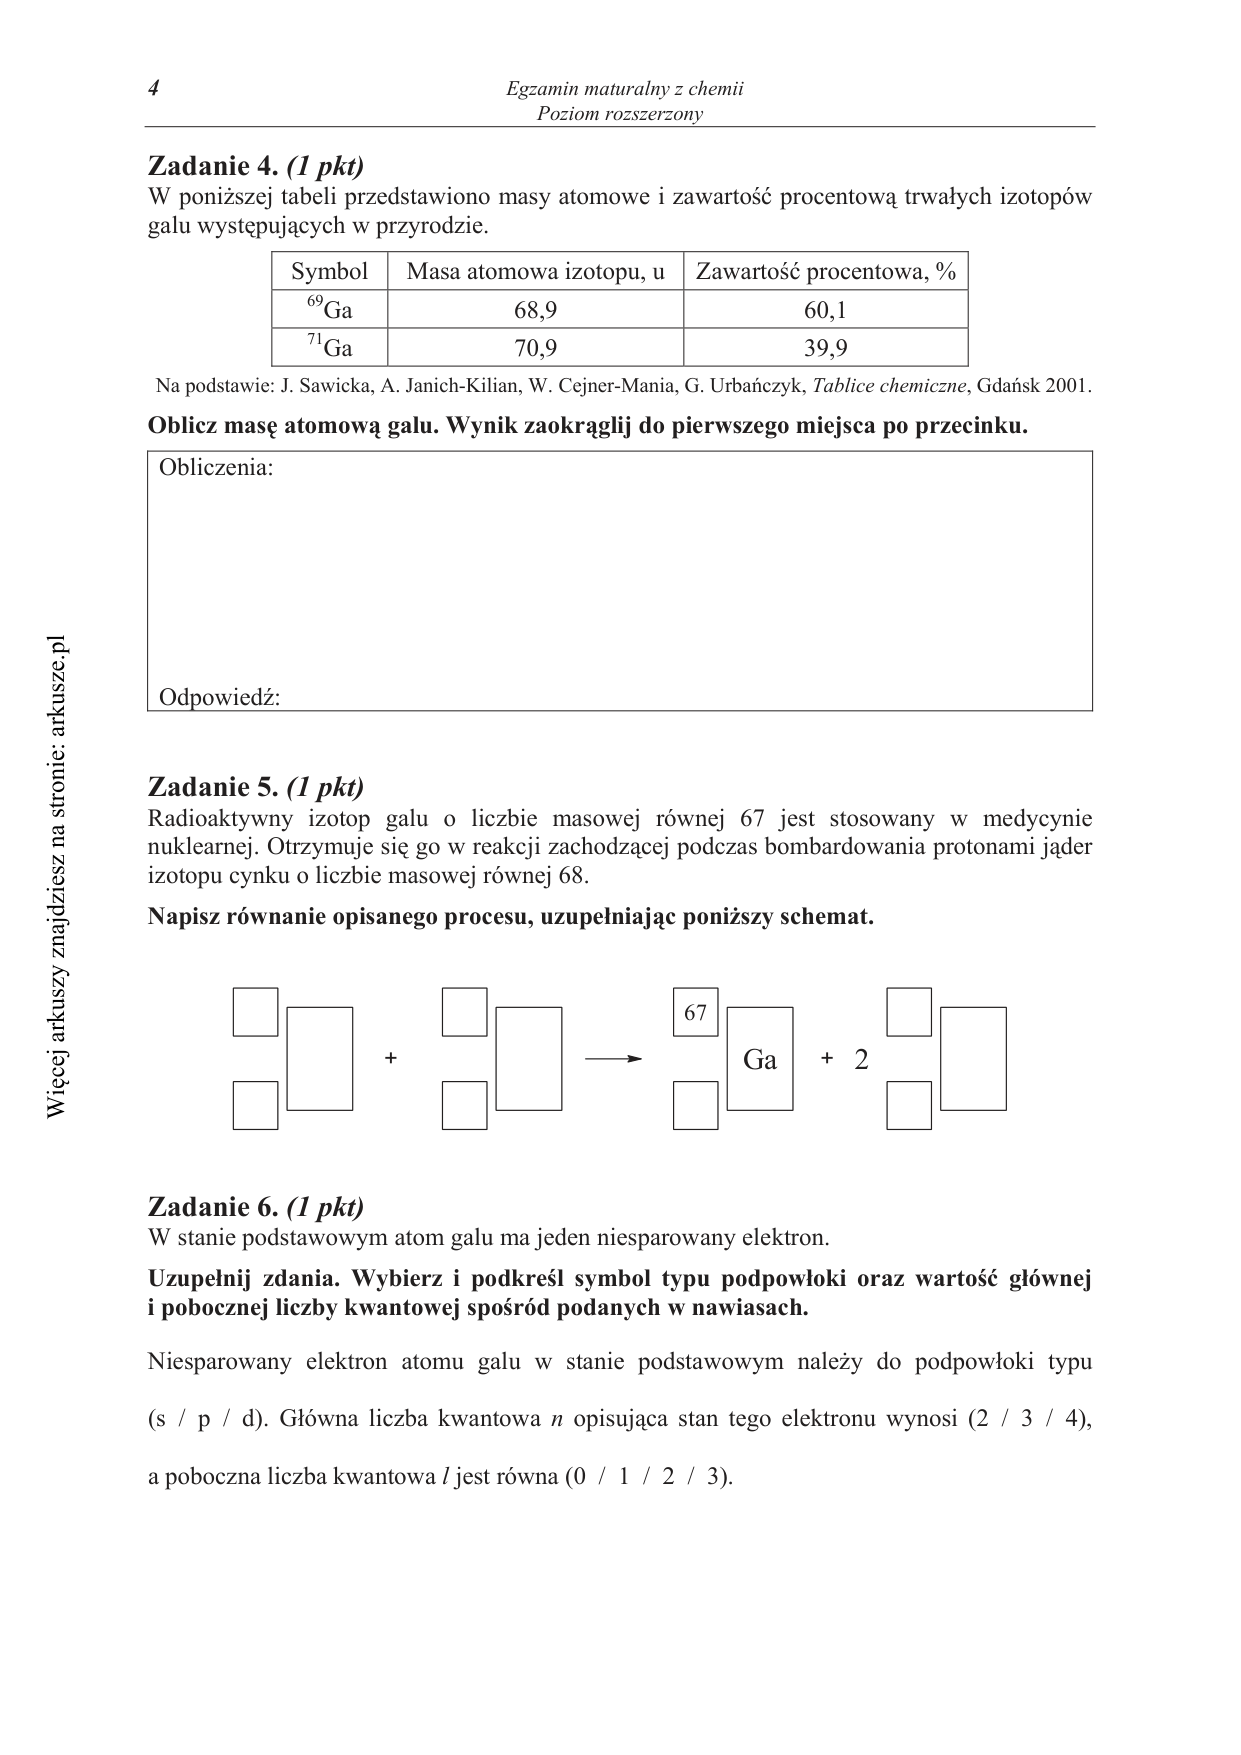 4
Egzamin maturalny z chemii
Poziom rozszerzony
Zadanie 4. (1 pkt)
W poniższej tabeli przedstawiono masy atomowe i zawartość procentową trwałych izotopów
galu występujących w przyrodzie.
Symbol Masa atomowa izotopu, u Zawartość procentowa, %
⁶⁹Ga 68,9 60,1
⁷¹Ga 70,9 39,9
Na podstawie: J. Sawicka, A. Janich-Kilian, W. Cejner-Mania, G. Urbańczyk, Tablice chemiczne, Gdańsk 2001.
Oblicz masę atomową galu. Wynik zaokrąglij do pierwszego miejsca po przecinku.
Obliczenia:
Odpowiedź:
Zadanie 5. (1 pkt)
Radioaktywny izotop galu o liczbie masowej równej 67 jest stosowany w medycynie
nuklearnej. Otrzymuje się go w reakcji zachodzącej podczas bombardowania protonami jąder
izotopu cynku o liczbie masowej równej 68.
Napisz równanie opisanego procesu, uzupełniając poniższy schemat.
+ → 67 Ga + 2
Zadanie 6. (1 pkt)
W stanie podstawowym atom galu ma jeden niesparowany elektron.
Uzupełnij zdania. Wybierz i podkreśl symbol typu podpowłoki oraz wartość głównej
i pobocznej liczby kwantowej spośród podanych w nawiasach.
Niesparowany elektron atomu galu w stanie podstawowym należy do podpowłoki typu
(s / p / d). Główna liczba kwantowa n opisująca stan tego elektronu wynosi (2 / 3 / 4),
a poboczna liczba kwantowa l jest równa (0 / 1 / 2 / 3).
Więcej arkuszy znajdziesz na stronie: arkusze.pl